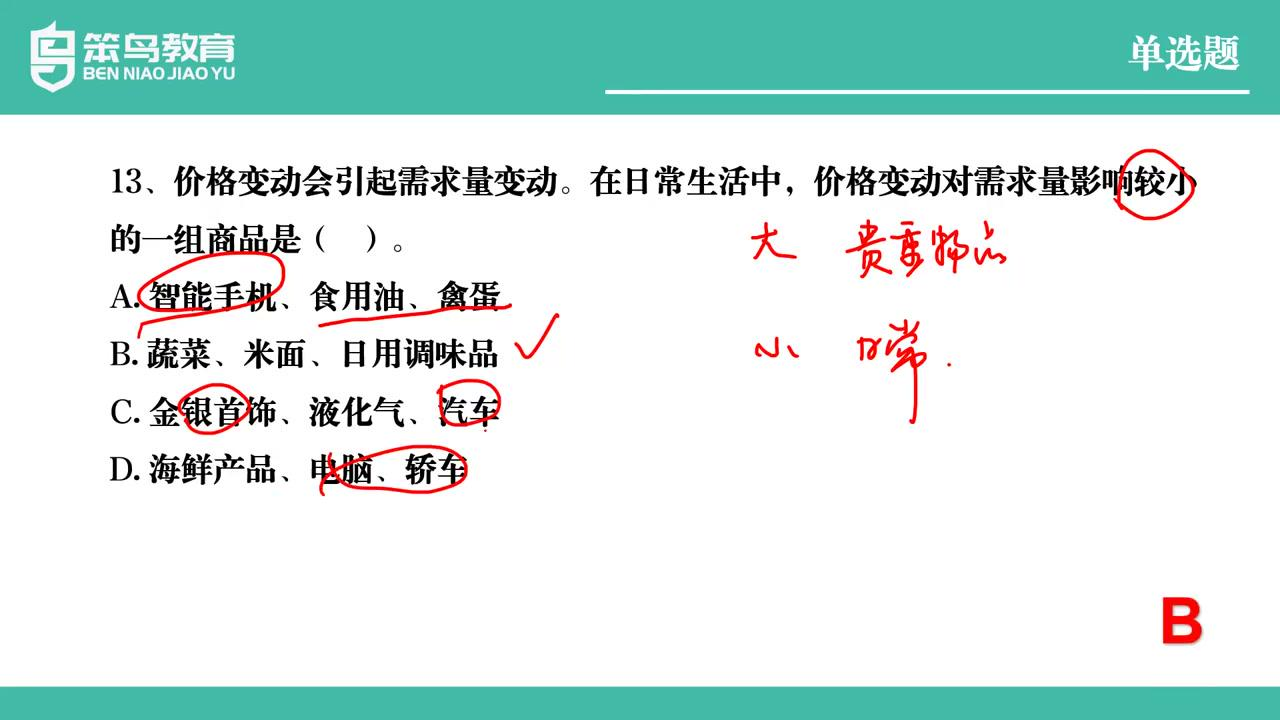 笨鸟教育
BEN NIAO JIAO YU
单选题
13、价格变动会引起需求量变动。在日常生活中，价格变动对需求量影响较小
的一组商品是（ ）。
大 贵重物品
A. 智能手机、食用油、禽蛋
B. 蔬菜、米面、日用调味品
小 日常
C. 金银首饰、液化气、汽车
D. 海鲜产品、电脑、轿车
B